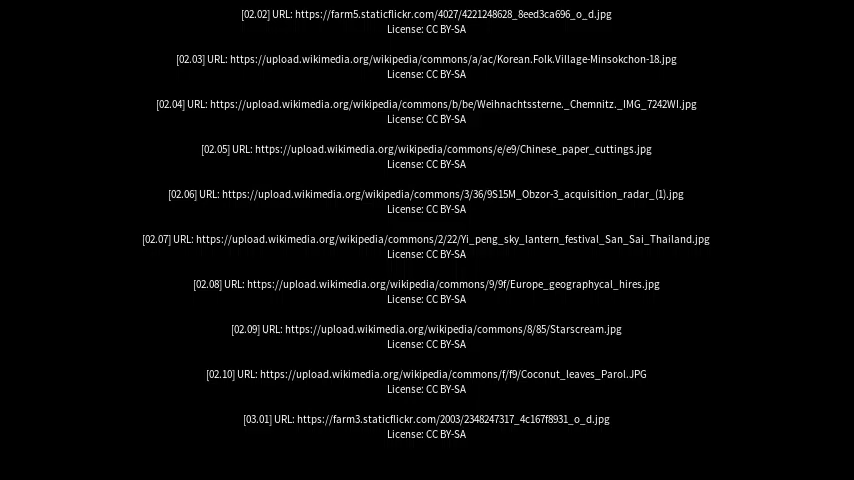 [02.02] URL: https://farm5.staticflickr.com/4027/4221248628_8eed3ca696_o_d.jpg
License: CC BY-SA
[02.03] URL: https://upload.wikimedia.org/wikipedia/commons/a/ac/Korean.Folk.Village-Minsokchon-18.jpg
License: CC BY-SA
[02.04] URL: https://upload.wikimedia.org/wikipedia/commons/b/be/Weihnachtssterne._Chemnitz._IMG_7242WI.jpg
License: CC BY-SA
[02.05] URL: https://upload.wikimedia.org/wikipedia/commons/e/e9/Chinese_paper_cuttings.jpg
License: CC BY-SA
[02.06] URL: https://upload.wikimedia.org/wikipedia/commons/3/36/9S15M_Obzor-3_acquisition_radar_(1).jpg
License: CC BY-SA
[02.07] URL: https://upload.wikimedia.org/wikipedia/commons/2/22/Yi_peng_sky_lantern_festival_San_Sai_Thailand.jpg
License: CC BY-SA
[02.08] URL: https://upload.wikimedia.org/wikipedia/commons/9/9f/Europe_geographycal_hires.jpg
License: CC BY-SA
[02.09] URL: https://upload.wikimedia.org/wikipedia/commons/8/85/Starscream.jpg
License: CC BY-SA
[02.10] URL: https://upload.wikimedia.org/wikipedia/commons/f/f9/Coconut_leaves_Parol.JPG
License: CC BY-SA
[03.01] URL: https://farm3.staticflickr.com/2003/2348247317_4c167f8931_o_d.jpg
License: CC BY-SA